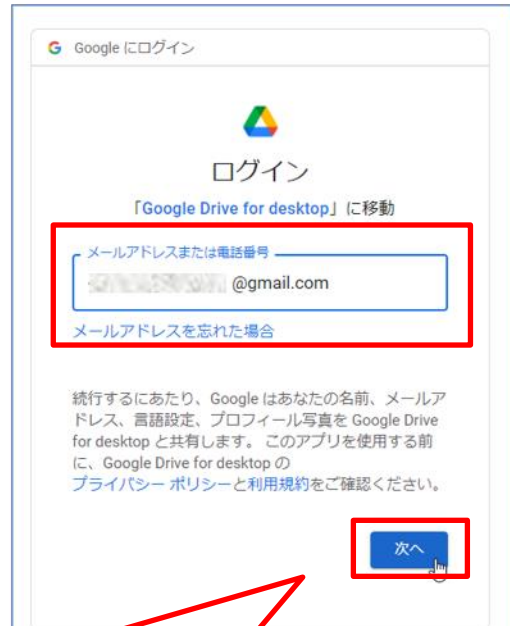 Google にログイン
ログイン
「Google Drive for desktop」に移動
メールアドレスまたは電話番号
@gmail.com
メールアドレスを忘れた場合
続行するにあたり、Google はあなたの名前、メールア
ドレス、言語設定、プロフィール写真を Google Drive
for desktop と共有します。 このアプリを使用する前
に、Google Drive for desktop の
プライバシー ポリシーと利用規約をご確認ください。
次へ